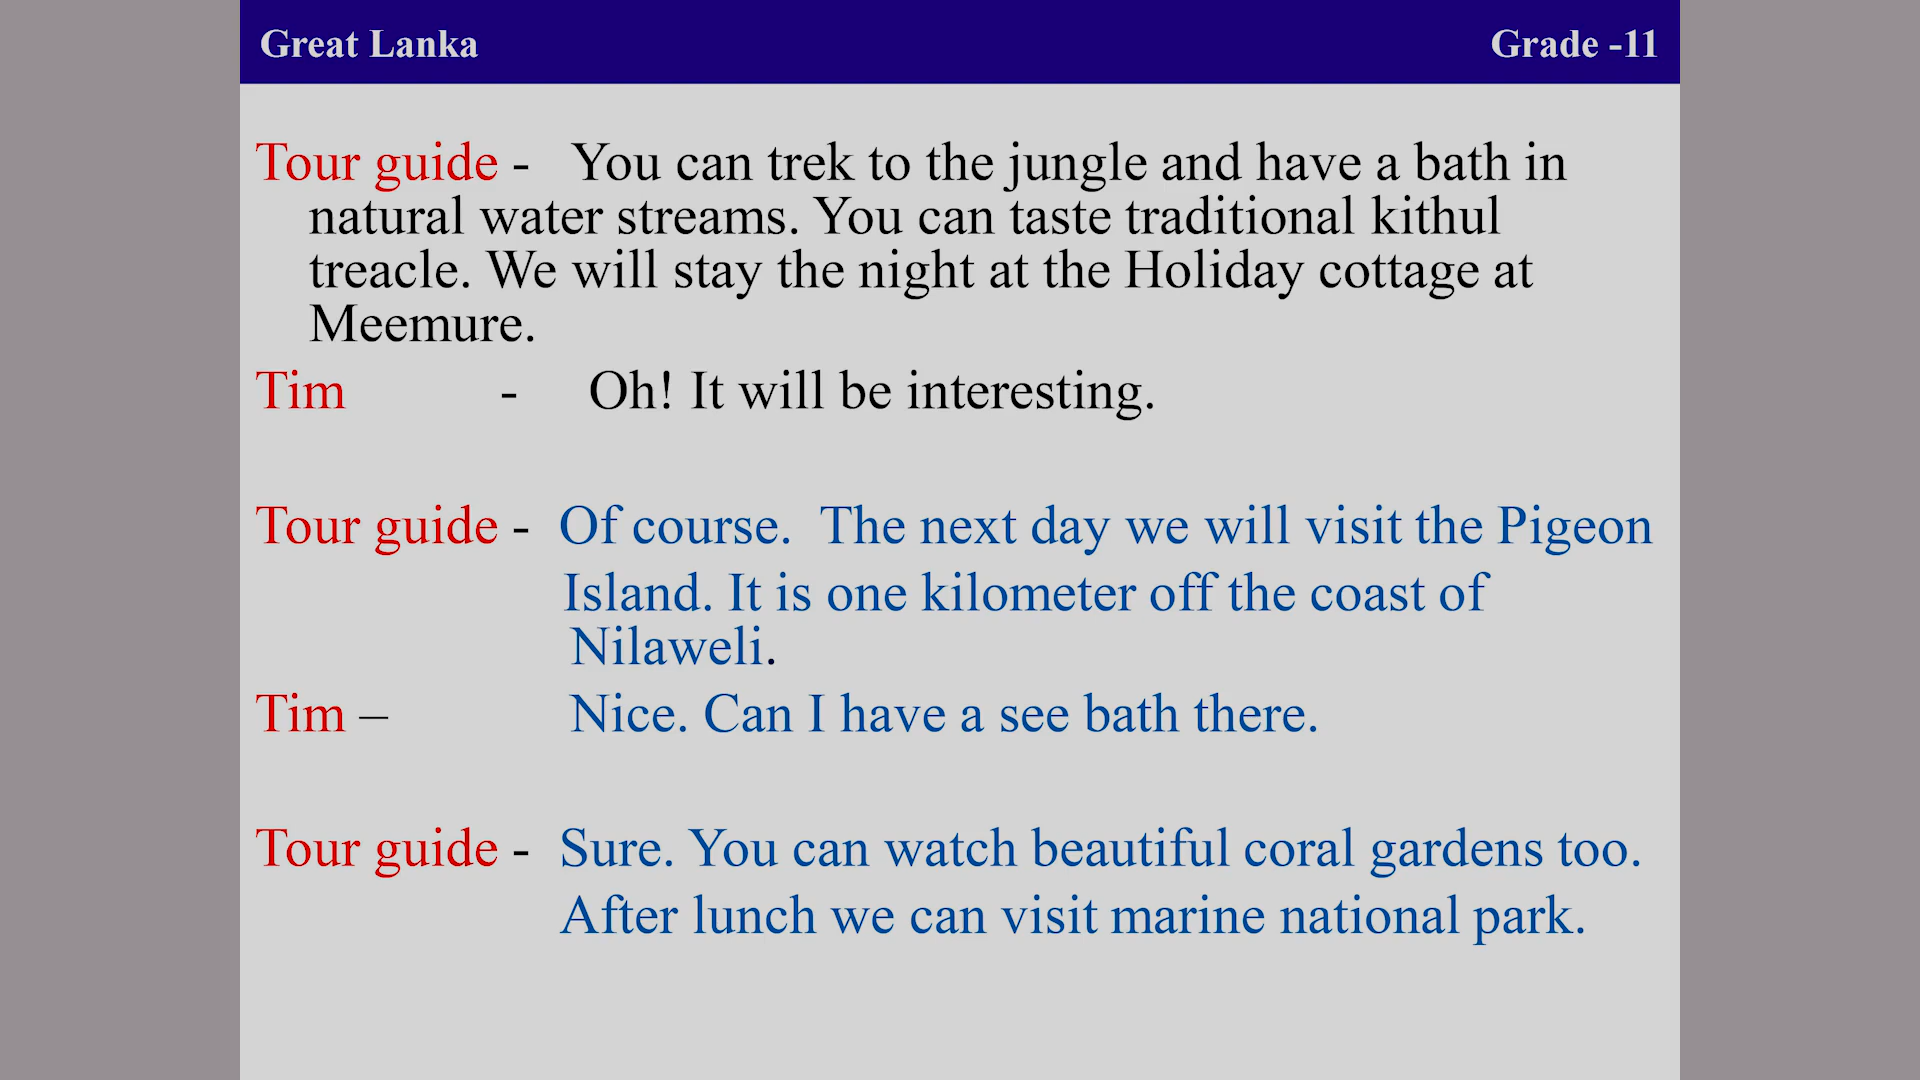 Great Lanka Grade -11
Tour guide - You can trek to the jungle and have a bath in
natural water streams. You can taste traditional kithul
treacle. We will stay the night at the Holiday cottage at
Meemure.
Tim - Oh! It will be interesting.
Tour guide - Of course. The next day we will visit the Pigeon
Island. It is one kilometer off the coast of
Nilaweli.
Tim – Nice. Can I have a see bath there.
Tour guide - Sure. You can watch beautiful coral gardens too.
After lunch we can visit marine national park.